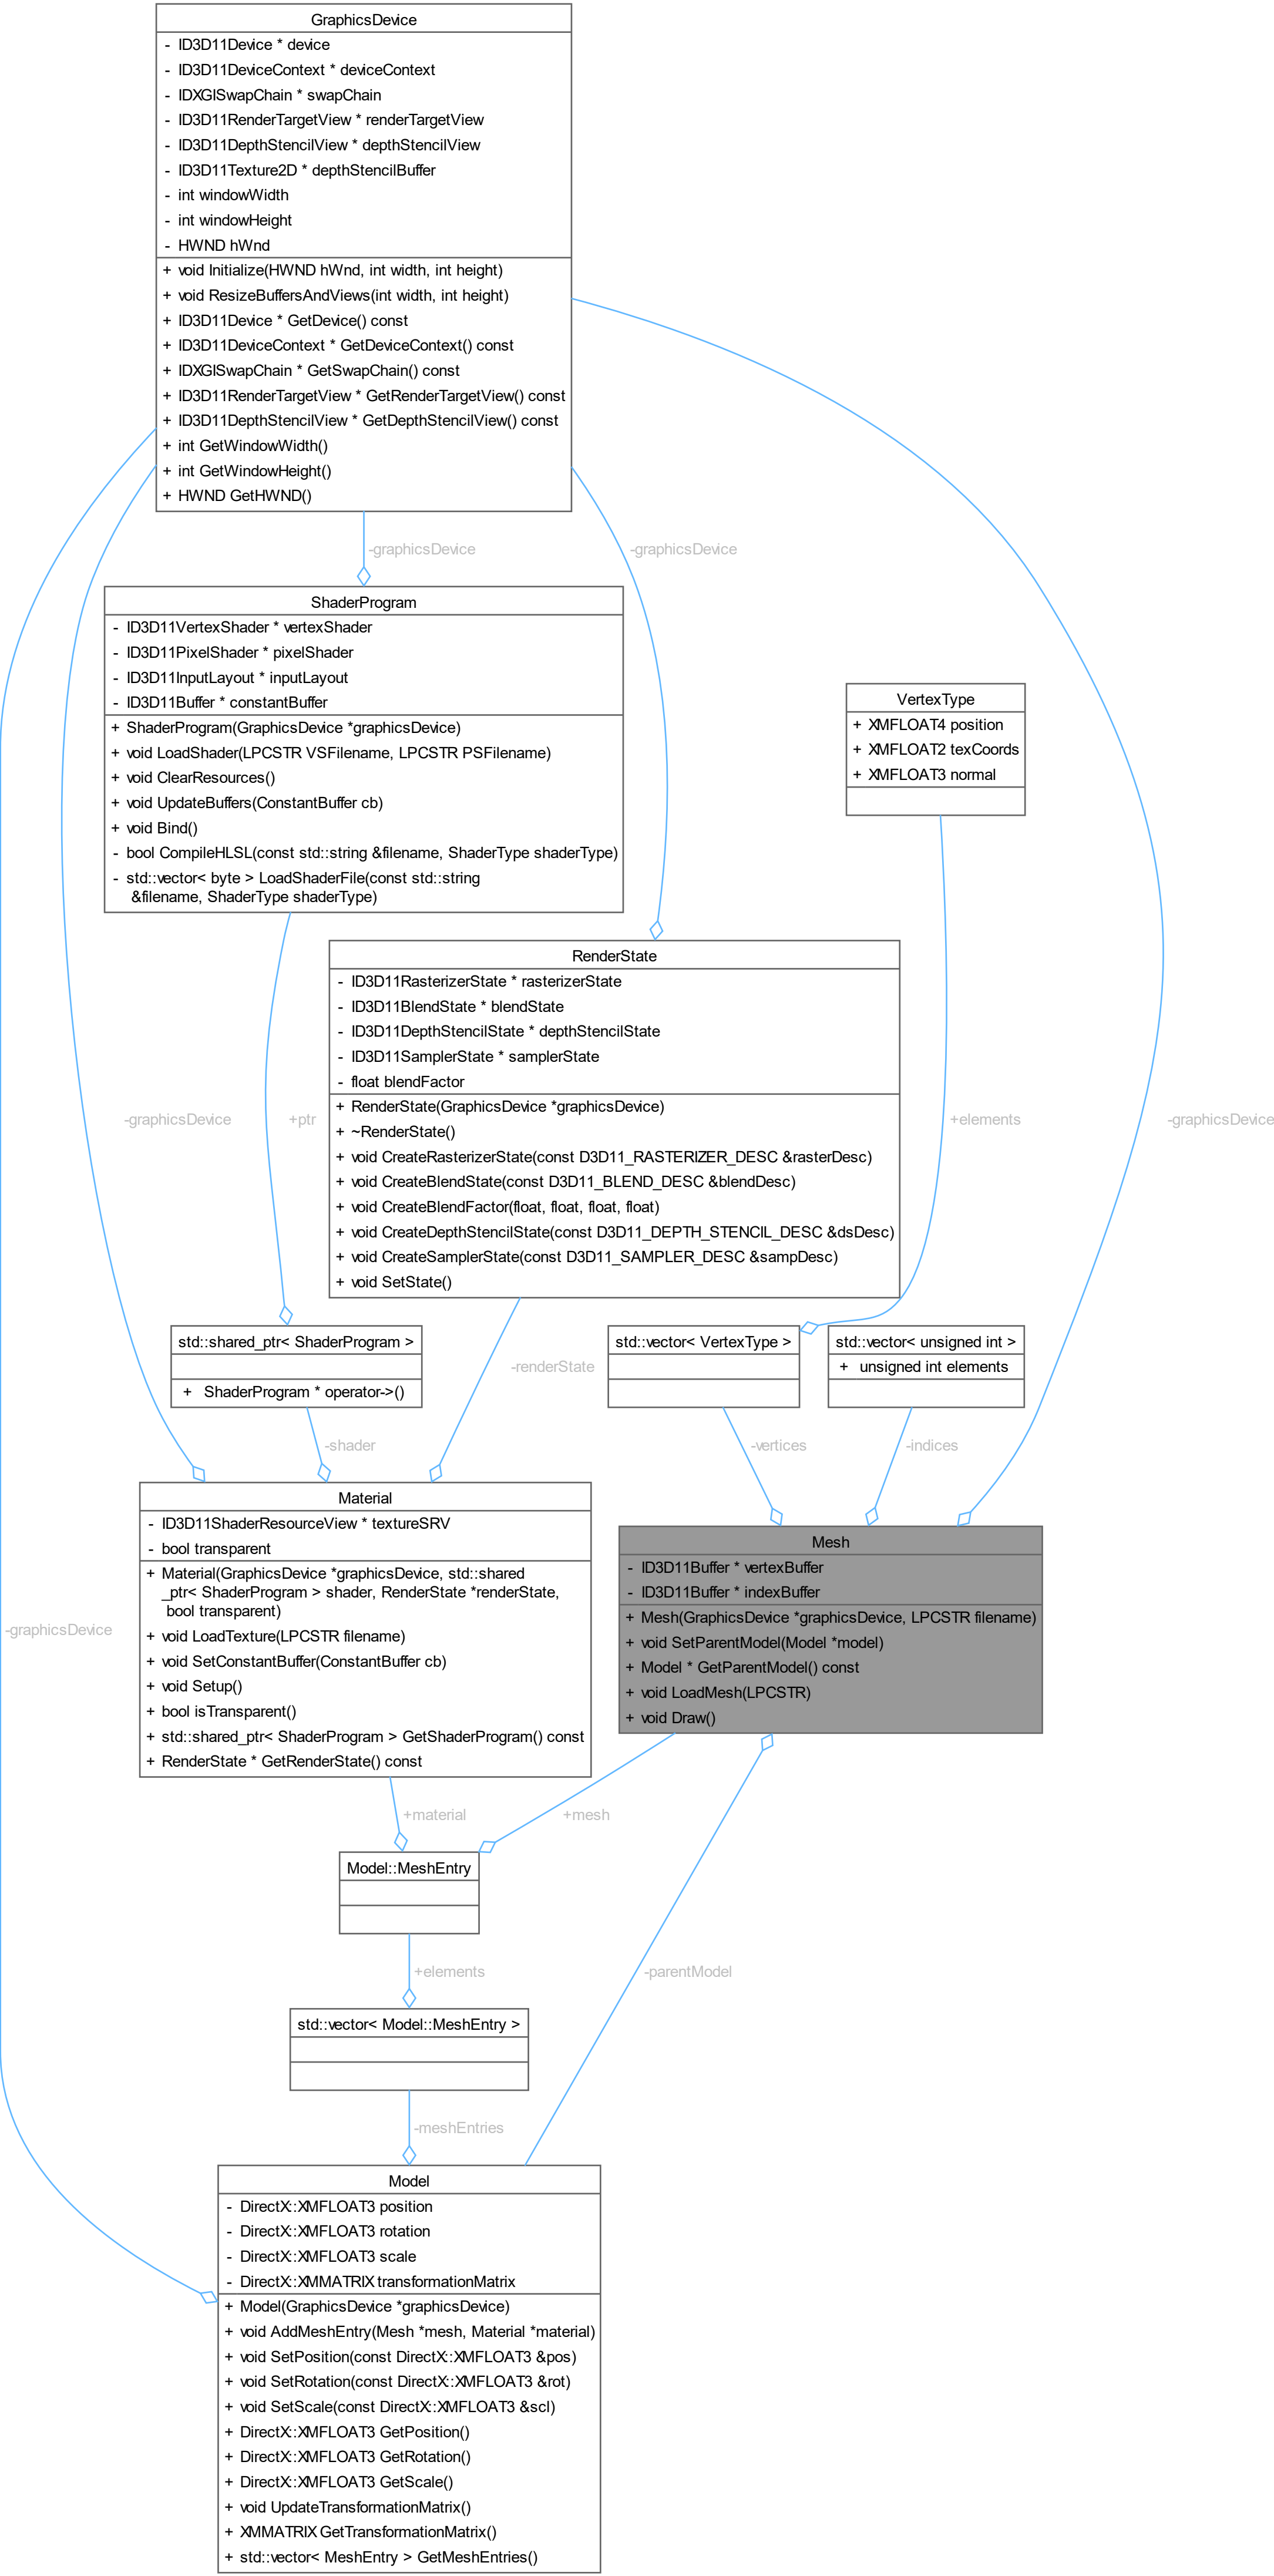 GraphicsDevice
- ID3D11Device * device
- ID3D11DeviceContext * deviceContext
- IDXGISwapChain * swapChain
- ID3D11RenderTargetView * renderTargetView
- ID3D11DepthStencilView * depthStencilView
- ID3D11Texture2D * depthStencilBuffer
- int windowWidth
- int windowHeight
- HWND hWnd
+ void Initialize(HWND hWnd, int width, int height)
+ void ResizeBuffersAndViews(int width, int height)
+ ID3D11Device * GetDevice() const
+ ID3D11DeviceContext * GetDeviceContext() const
+ IDXGISwapChain * GetSwapChain() const
+ ID3D11RenderTargetView * GetRenderTargetView() const
+ ID3D11DepthStencilView * GetDepthStencilView() const
+ int GetWindowWidth()
+ int GetWindowHeight()
+ HWND GetHWND()
-graphicsDevice
-graphicsDevice
ShaderProgram
- ID3D11VertexShader * vertexShader
- ID3D11PixelShader * pixelShader
- ID3D11InputLayout * inputLayout
- ID3D11Buffer * constantBuffer
+ ShaderProgram(GraphicsDevice *graphicsDevice)
+ void LoadShader(LPCSTR VSFilename, LPCSTR PSFilename)
+ void ClearResources()
+ void UpdateBuffers(ConstantBuffer cb)
+ void Bind()
- bool CompileHLSL(const std::string &filename, ShaderType shaderType)
- std::vector< byte > LoadShaderFile(const std::string
&filename, ShaderType shaderType)
VertexType
+ XMFLOAT4 position
+ XMFLOAT2 texCoords
+ XMFLOAT3 normal
RenderState
- ID3D11RasterizerState * rasterizerState
- ID3D11BlendState * blendState
- ID3D11DepthStencilState * depthStencilState
- ID3D11SamplerState * samplerState
- float blendFactor
+ RenderState(GraphicsDevice *graphicsDevice)
+ ~RenderState()
+ void CreateRasterizerState(const D3D11_RASTERIZER_DESC &rasterDesc)
+ void CreateBlendState(const D3D11_BLEND_DESC &blendDesc)
+ void CreateBlendFactor(float, float, float, float)
+ void CreateDepthStencilState(const D3D11_DEPTH_STENCIL_DESC &dsDesc)
+ void CreateSamplerState(const D3D11_SAMPLER_DESC &sampDesc)
+ void SetState()
-graphicsDevice
+ptr
+elements
-graphicsDevice
std::shared_ptr< ShaderProgram >
+ ShaderProgram * operator->()
-renderState
std::vector< VertexType >
std::vector< unsigned int >
+ unsigned int elements
-shader
-vertices
-indices
Material
- ID3D11ShaderResourceView * textureSRV
- bool transparent
+ Material(GraphicsDevice *graphicsDevice, std::shared
_ptr< ShaderProgram > shader, RenderState *renderState,
bool transparent)
+ void LoadTexture(LPCSTR filename)
+ void SetConstantBuffer(ConstantBuffer cb)
+ void Setup()
+ bool isTransparent()
+ std::shared_ptr< ShaderProgram > GetShaderProgram() const
+ RenderState * GetRenderState() const
Mesh
- ID3D11Buffer * vertexBuffer
- ID3D11Buffer * indexBuffer
+ Mesh(GraphicsDevice *graphicsDevice, LPCSTR filename)
+ void SetParentModel(Model *model)
+ Model * GetParentModel() const
+ void LoadMesh(LPCSTR)
+ void Draw()
-graphicsDevice
+material
+mesh
Model::MeshEntry
+elements
-parentModel
std::vector< Model::MeshEntry >
-meshEntries
Model
- DirectX::XMFLOAT3 position
- DirectX::XMFLOAT3 rotation
- DirectX::XMFLOAT3 scale
- DirectX::XMMATRIX transformationMatrix
+ Model(GraphicsDevice *graphicsDevice)
+ void AddMeshEntry(Mesh *mesh, Material *material)
+ void SetPosition(const DirectX::XMFLOAT3 &pos)
+ void SetRotation(const DirectX::XMFLOAT3 &rot)
+ void SetScale(const DirectX::XMFLOAT3 &scl)
+ DirectX::XMFLOAT3 GetPosition()
+ DirectX::XMFLOAT3 GetRotation()
+ DirectX::XMFLOAT3 GetScale()
+ void UpdateTransformationMatrix()
+ XMMATRIX GetTransformationMatrix()
+ std::vector< MeshEntry > GetMeshEntries()